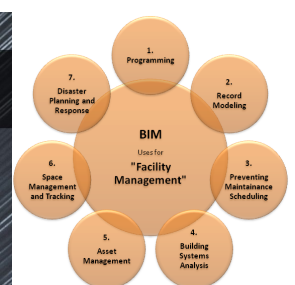 1.
Programming
2.
Record
Modeling
3.
Preventing
Maintainance
Scheduling
4.
Building
Systems
Analysis
5.
Asset
Management
6.
Space
Management
and Tracking
7.
Disaster
Planning and
Response
BIM
Uses for
"Facility
Management"